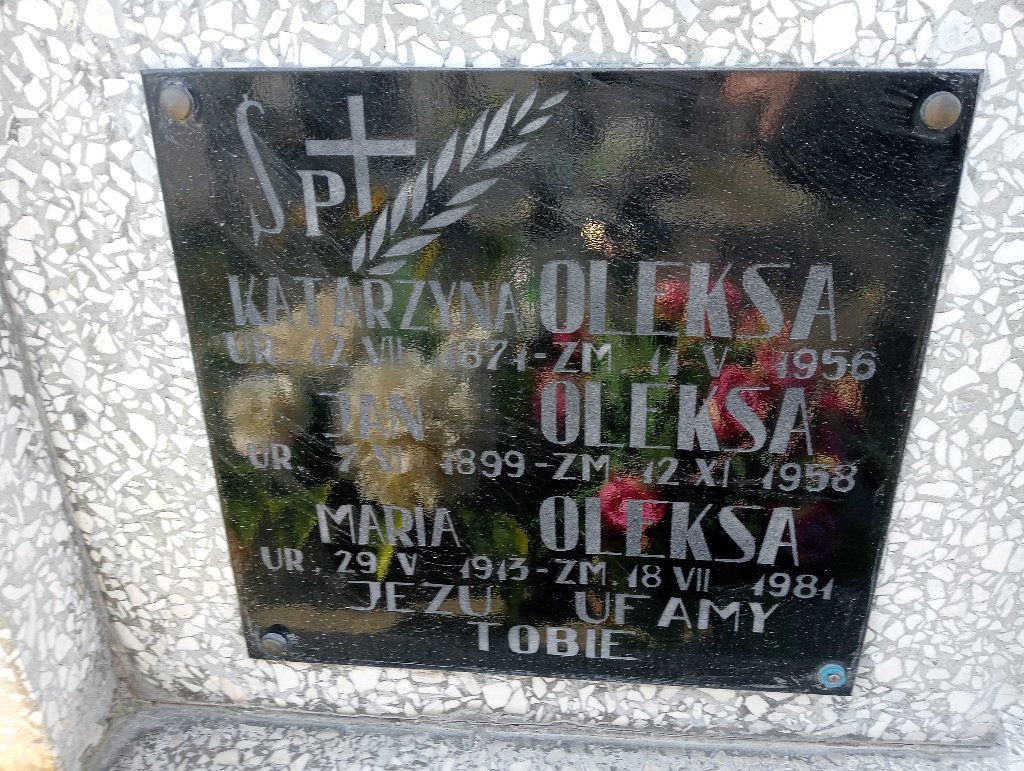 Ś P
KATARZYNA OLEKSA
UR. 12 VII 1871-ZM. 11 V 1956
JAN OLEKSA
UR. 7 VI 1899-ZM. 12 XI 1958
MARIA OLEKSA
UR. 29 V 1913-ZM. 18 VII 1981
JEZU UFAMY
TOBIE